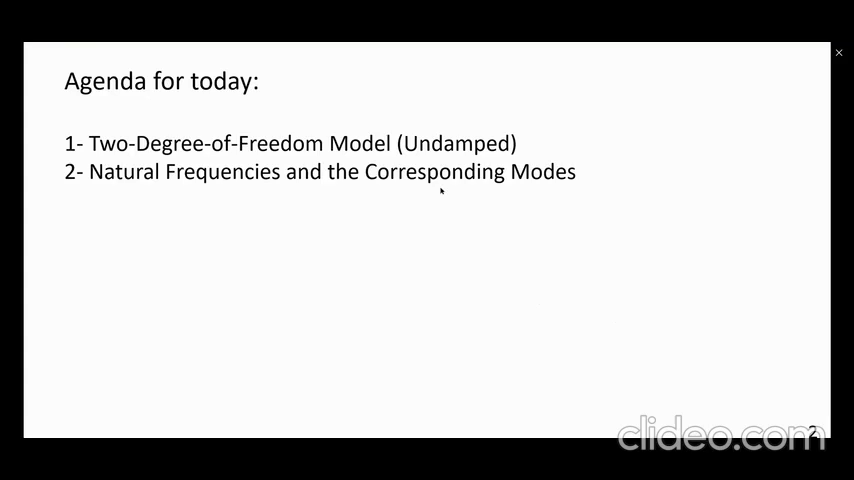 Agenda for today:
1- Two-Degree-of-Freedom Model (Undamped)
2- Natural Frequencies and the Corresponding Modes
2
clideo.com